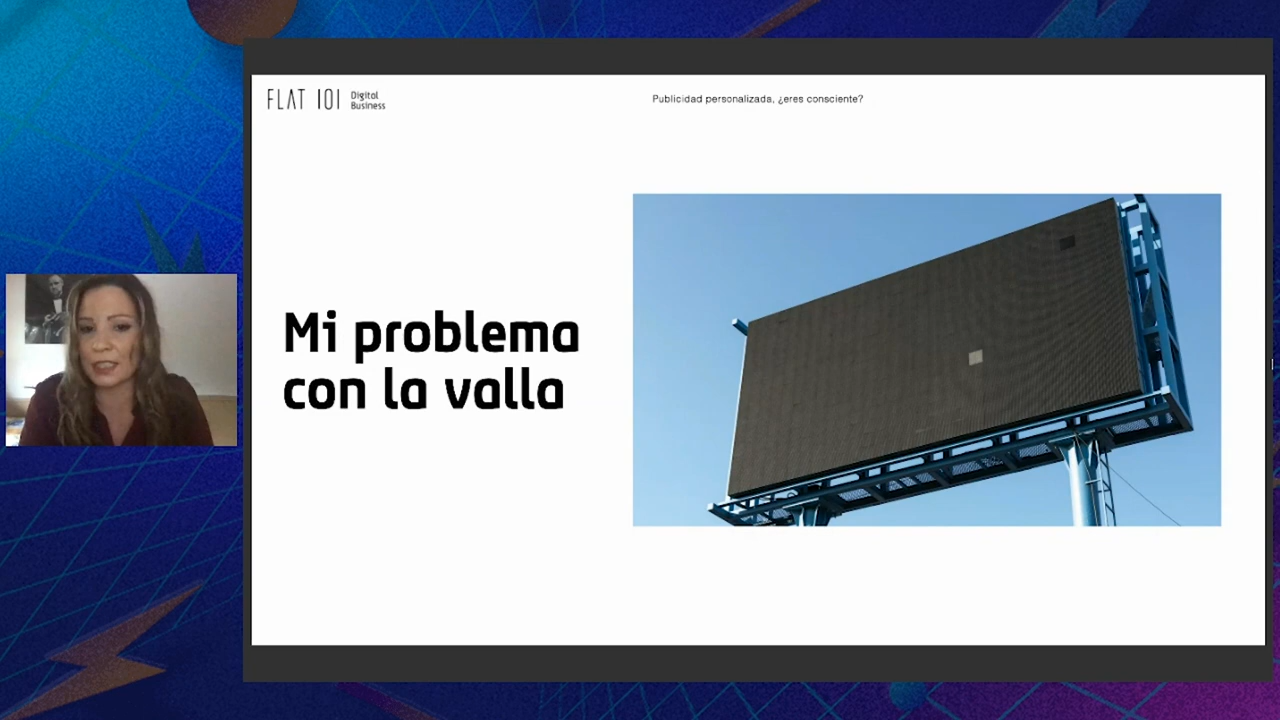 FLAT 101
Digital
Business
Publicidad personalizada, ¿eres consciente?
Mi problema
con la valla